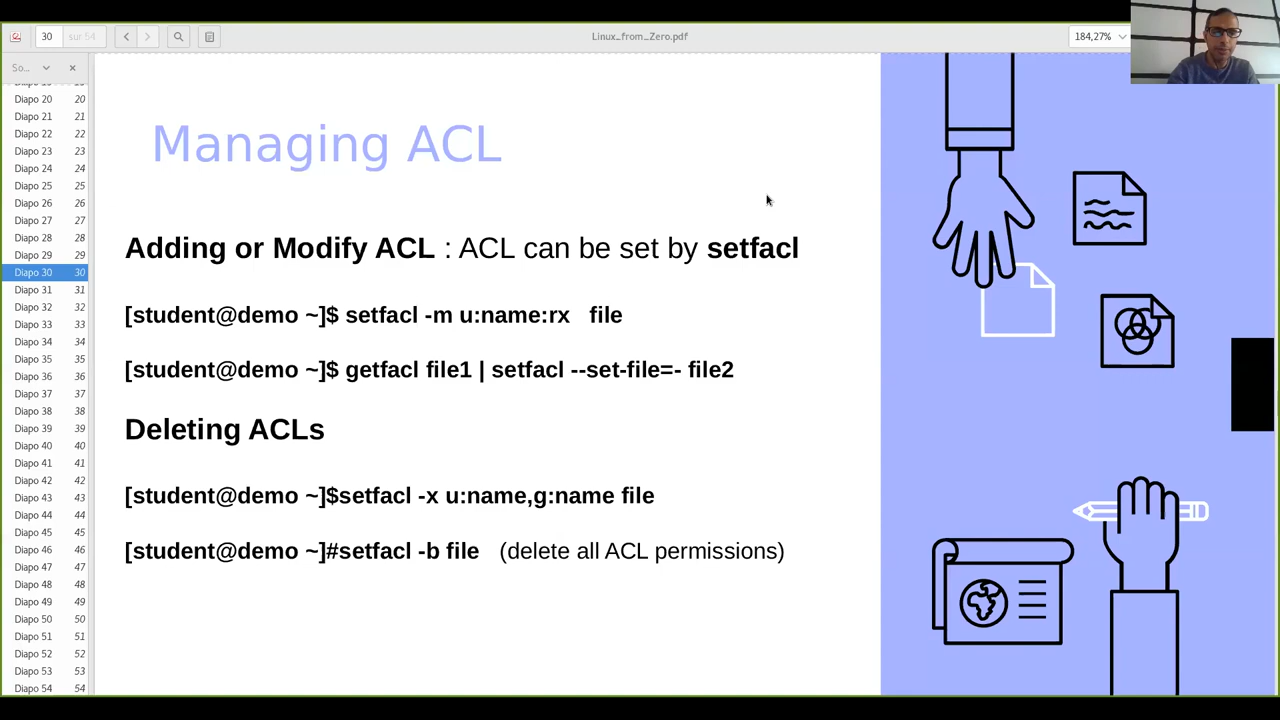 30
sur 54
Linux_from_Zero.pdf
184,27%
So...
Diapo 20 20
Diapo 21 21
Diapo 22 22
Diapo 23 23
Diapo 24 24
Diapo 25 25
Diapo 26 26
Diapo 27 27
Diapo 28 28
Diapo 29 29
Diapo 30 30
Diapo 31 31
Diapo 32 32
Diapo 33 33
Diapo 34 34
Diapo 35 35
Diapo 36 36
Diapo 37 37
Diapo 38 38
Diapo 39 39
Diapo 40 40
Diapo 41 41
Diapo 42 42
Diapo 43 43
Diapo 44 44
Diapo 45 45
Diapo 46 46
Diapo 47 47
Diapo 48 48
Diapo 49 49
Diapo 50 50
Diapo 51 51
Diapo 52 52
Diapo 53 53
Diapo 54 54
Managing ACL
Adding or Modify ACL : ACL can be set by setfacl
[student@demo ~]$ setfacl -m u:name:rx file
[student@demo ~]$ getfacl file1 | setfacl --set-file=- file2
Deleting ACLs
[student@demo ~]$setfacl -x u:name,g:name file
[student@demo ~]#setfacl -b file (delete all ACL permissions)